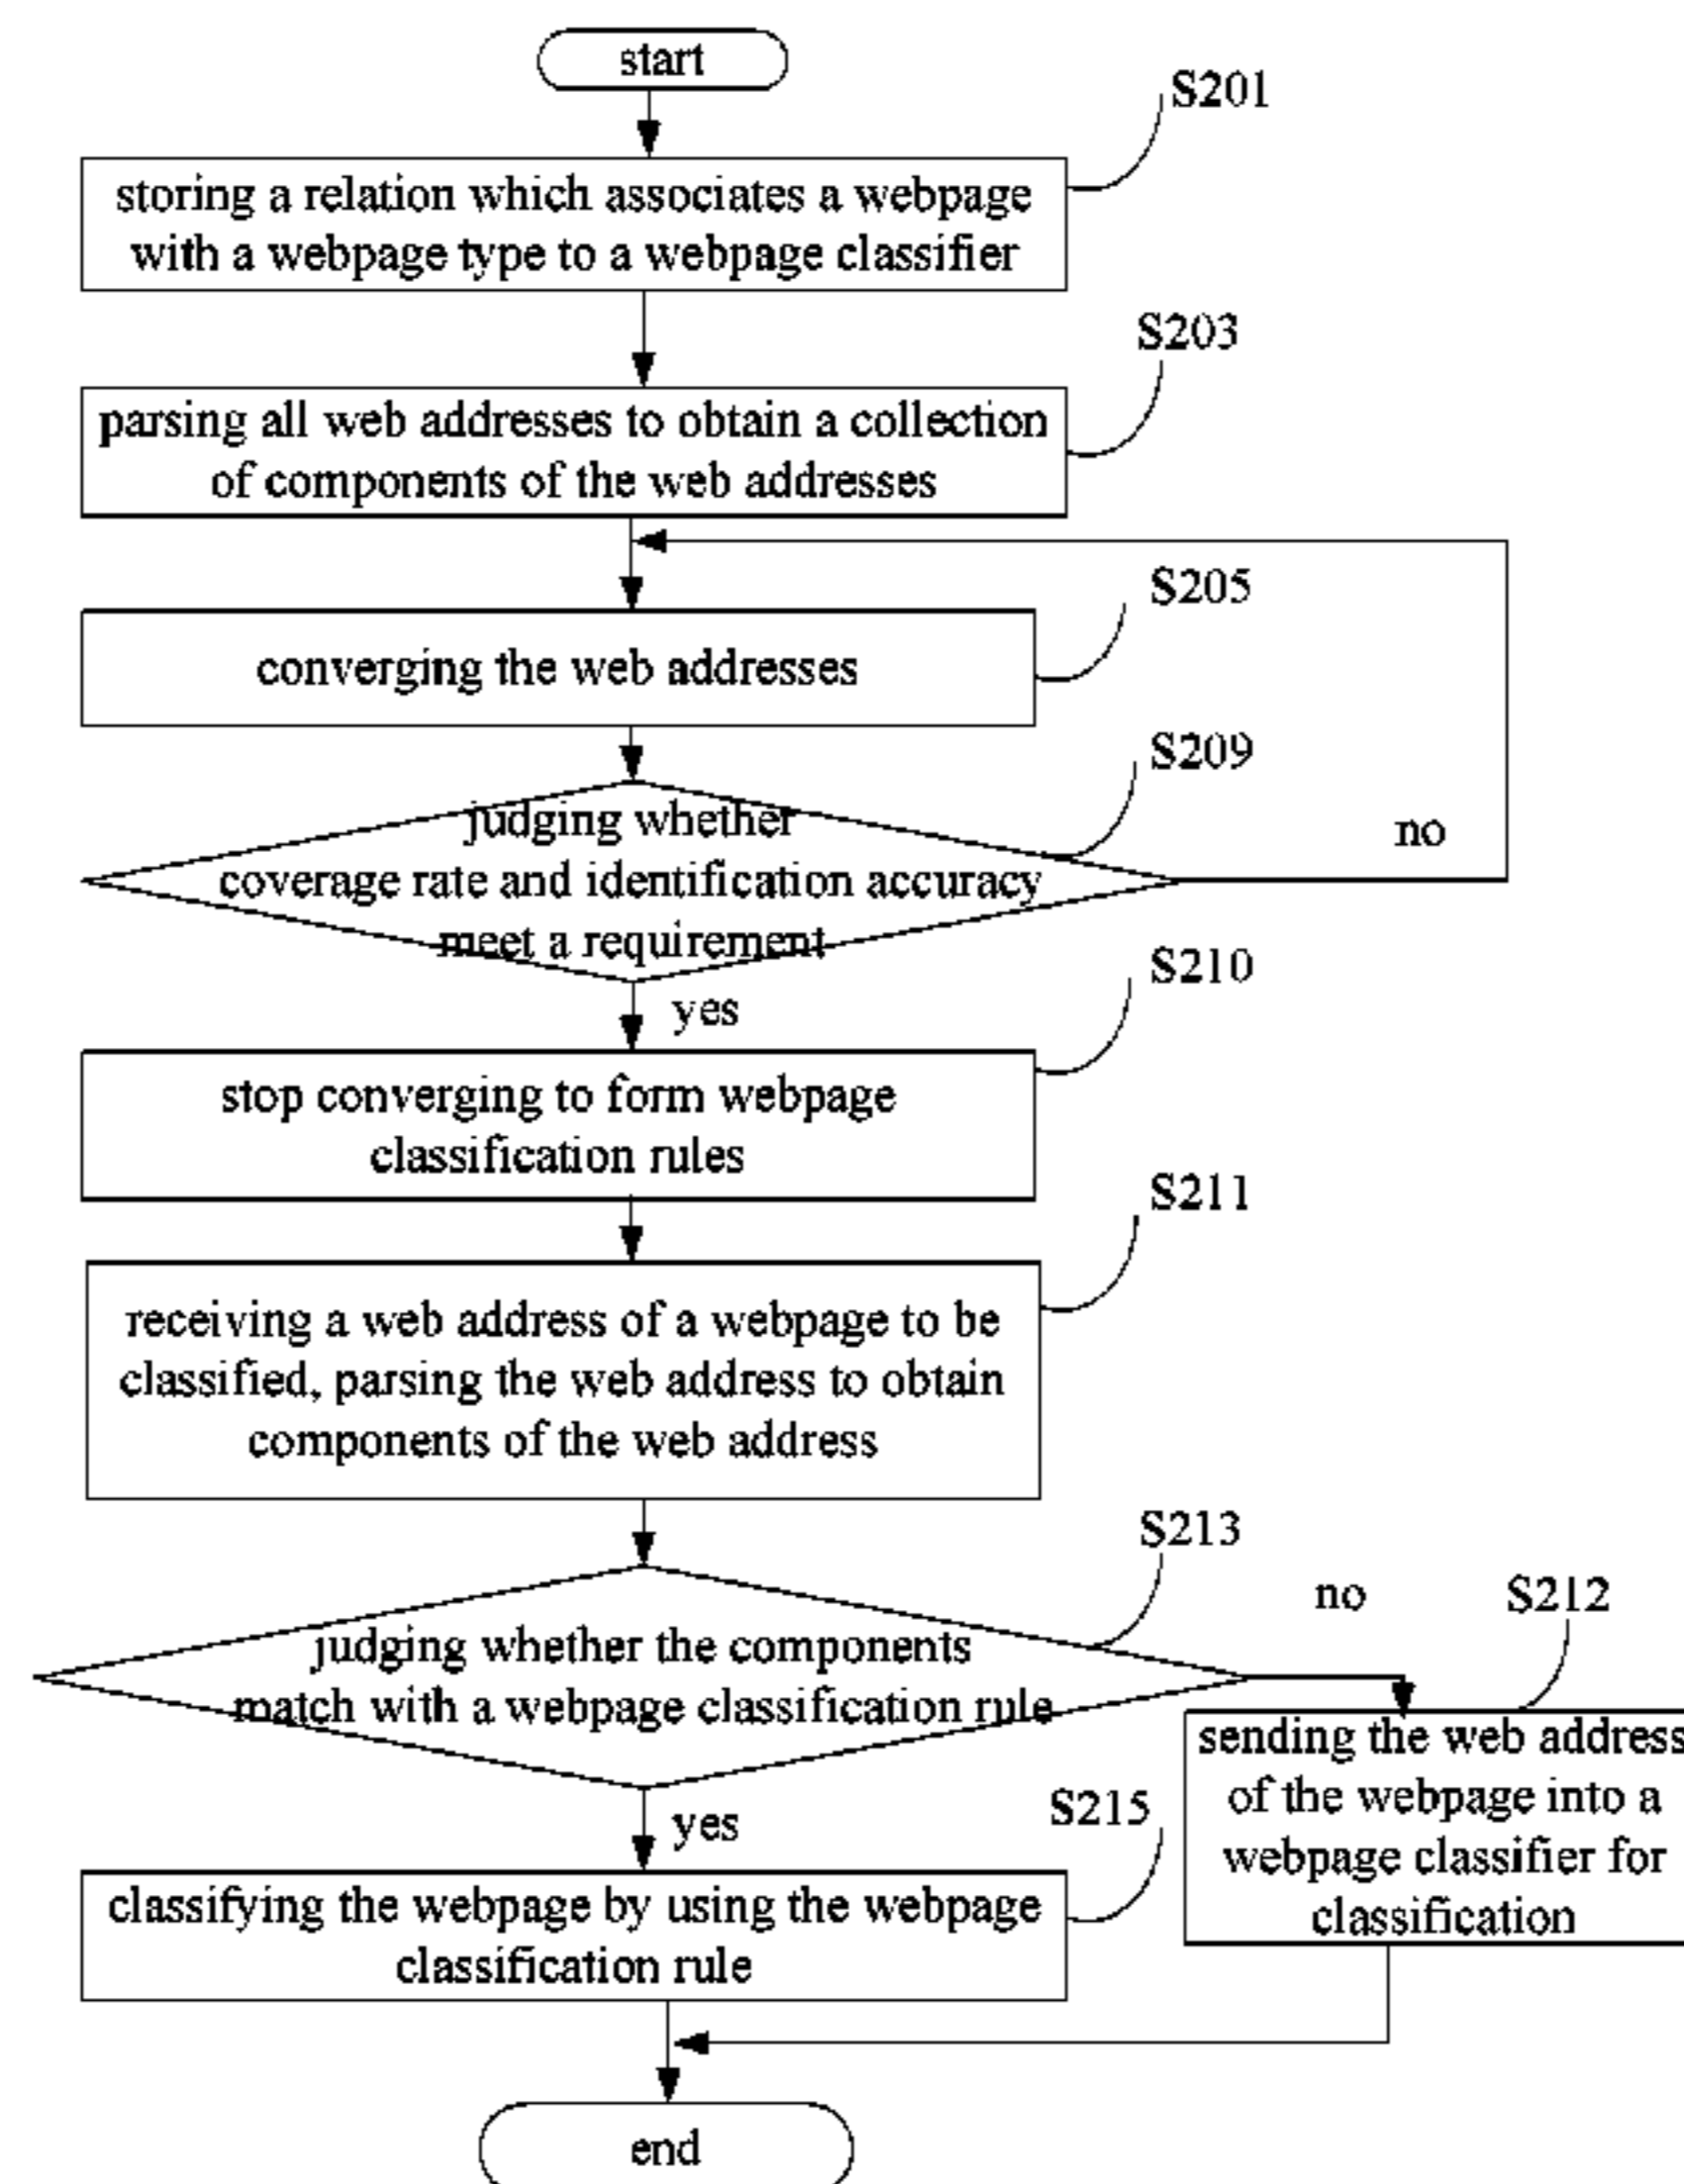 start
S201
storing a relation which associates a webpage
with a webpage type to a webpage classifier
S203
parsing all web addresses to obtain a collection
of components of the web addresses
S205
converging the web addresses
S209
judging whether
coverage rate and identification accuracy
meet a requirement
no
yes
S210
stop converging to form webpage
classification rules
S211
receiving a web address of a webpage to be
classified, parsing the web address to obtain
components of the web address
S213
judging whether the components
match with a webpage classification rule
no
S212
sending the web address
of the webpage into a
webpage classifier for
classification
yes
S215
classifying the webpage by using the webpage
classification rule
end